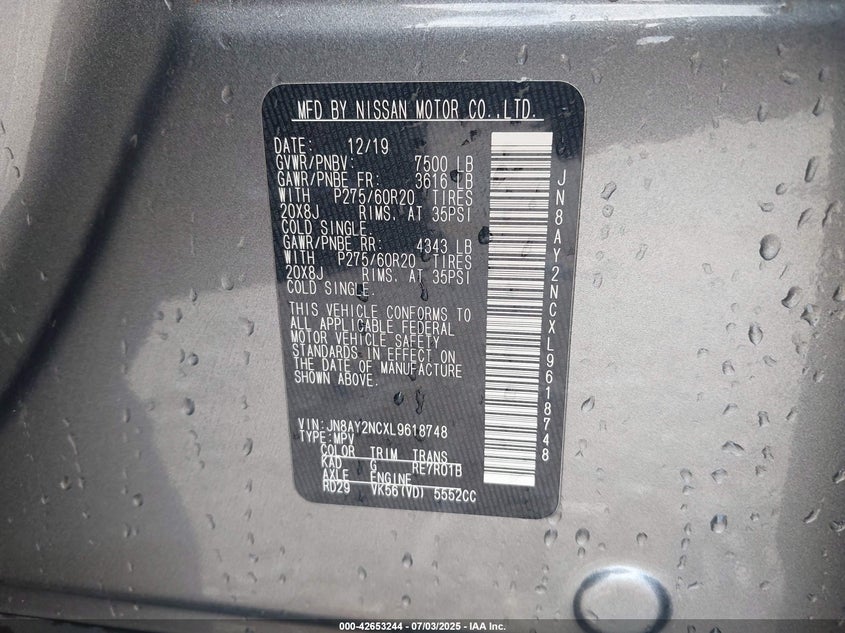 MFD BY NISSAN MOTOR CO.,LTD.
DATE: 12/19
GVWR/PNBV: 7500 LB
GAWR/PNBE FR: 3616 LB
WITH P275/60R20 TIRES
20X8J RIMS. AT 35PSI
COLD SINGLE.
GAWR/PNBE RR: 4343 LB
WITH P275/60R20 TIRES
20X8J RIMS. AT 35PSI
COLD SINGLE.
THIS VEHICLE CONFORMS TO
ALL APPLICABLE FEDERAL
MOTOR VEHICLE SAFETY
STANDARDS IN EFFECT ON
THE DATE OF MANUFACTURE
SHOWN ABOVE.
VIN: JN8AY2NCXL9618748
TYPE: MPV
COLOR TRIM TRANS
KAD G RE7R01B
AXLE ENGINE
RD29 VK56(VD) 5552CC
JN8AY2NCXL9618748
000-42653244 | 07/03/2025 - IAA Inc.